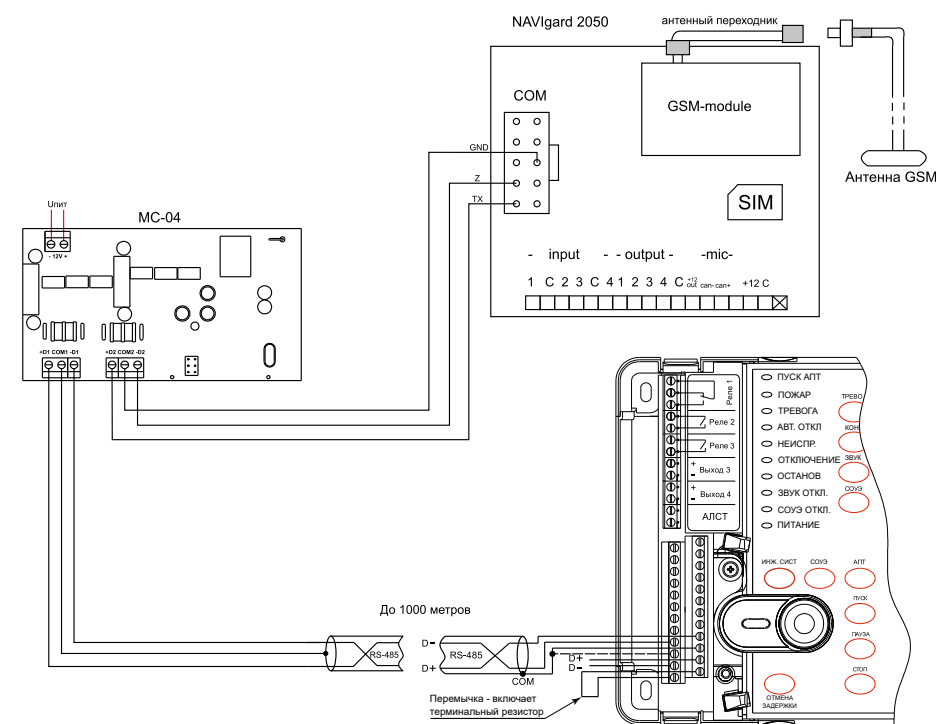 NAVIgard 2050
антенный переходник
COM
GSM-module
GND
Z
TX
SIM
Антенна GSM
- input - - output - -mic-
1 C 2 3 C 4 1 2 3 4 C +12 out can- can+ +12 C
Uпит
MC-04
- 12V +
+D1 COM1 -D1
+D2 COM2 -D2
Реле 1
Реле 2
Реле 3
+
-
Выход 3
+
-
Выход 4
АЛСТ
ПУСК АПТ
ПОЖАР
ТРЕВОГА
АВТ. ОТКЛ
НЕИСПР.
ОТКЛЮЧЕНИЕ
ОСТАНОВ
ЗВУК ОТКЛ.
СОУЭ ОТКЛ.
ПИТАНИЕ
ТРЕВО
КОН
ЗВУК
СОУЭ
ИНЖ. СИСТ
СОУЭ
АПТ
ПУСК
ПАУЗА
СТОП
ОТМЕНА
ЗАДЕРЖКИ
До 1000 метров
RS-485
D-
D+
RS-485
COM
D+
D-
Перемычка - включает
терминальный резистор